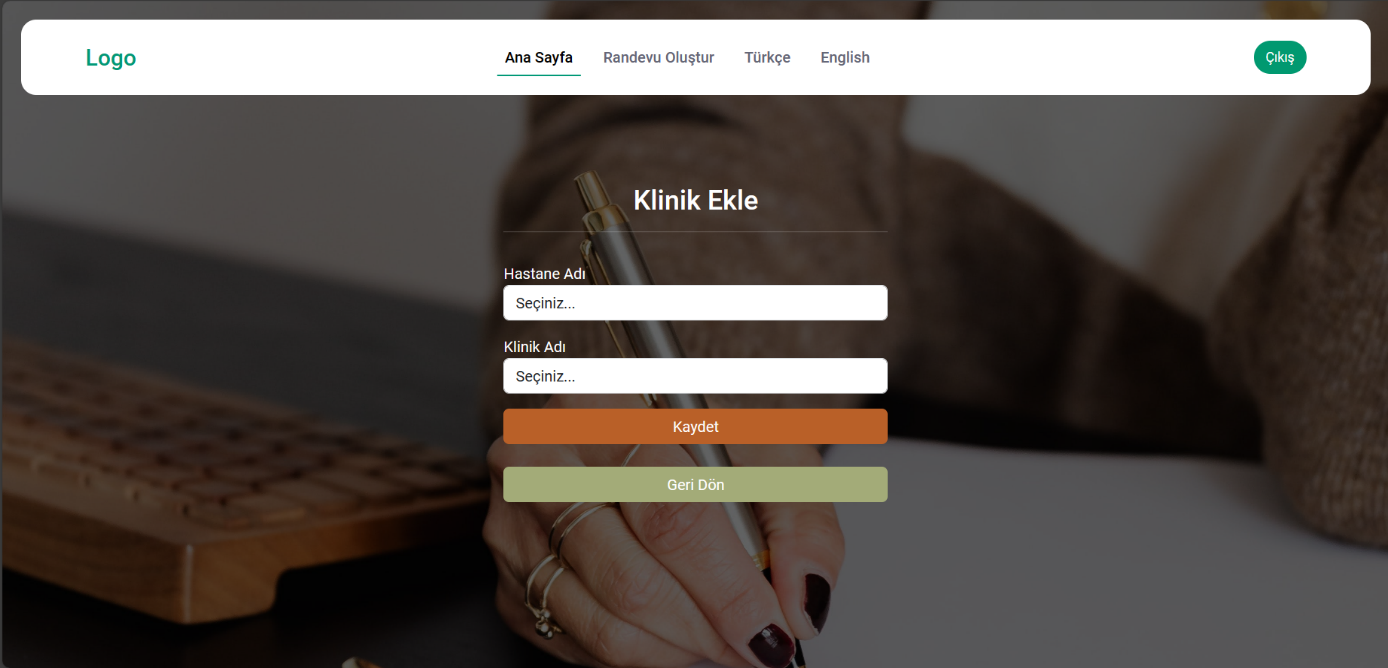 Logo
Ana Sayfa
Randevu Oluştur
Türkçe
English
Çıkış
Klinik Ekle
Hastane Adı
Seçiniz...
Klinik Adı
Seçiniz...
Kaydet
Geri Dön